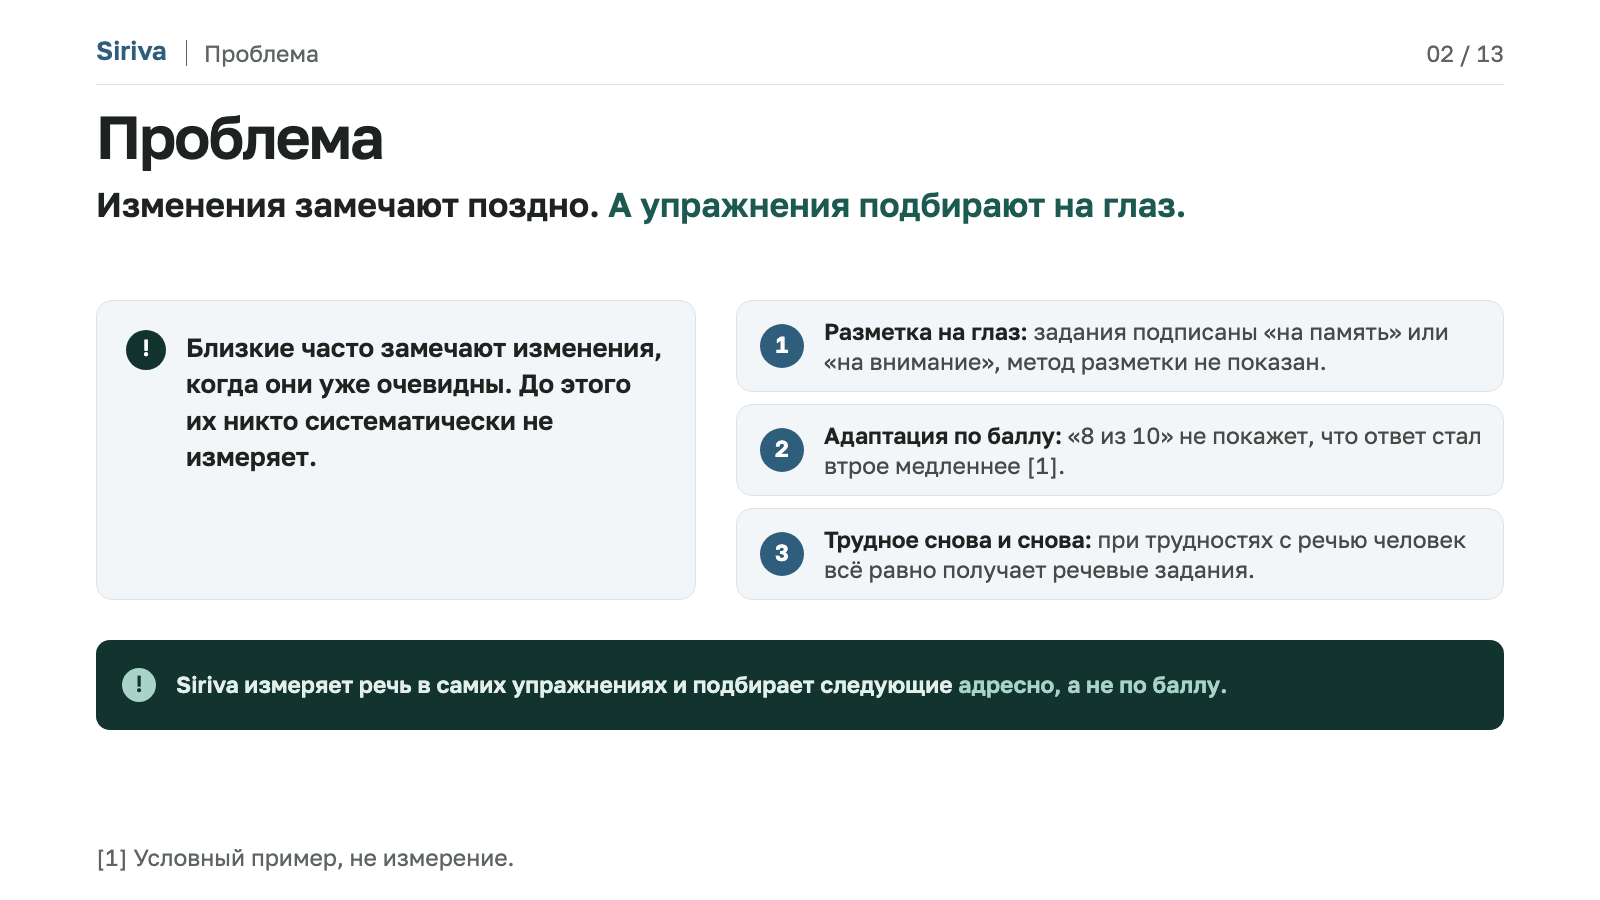 Siriva | Проблема
02 / 13
Проблема
Изменения замечают поздно. А упражнения подбирают на глаз.
! Близкие часто замечают изменения,
когда они уже очевидны. До этого
их никто систематически не
измеряет.
1 Разметка на глаз: задания подписаны «на память» или
«на внимание», метод разметки не показан.
2 Адаптация по баллу: «8 из 10» не покажет, что ответ стал
втрое медленнее [1].
3 Трудное снова и снова: при трудностях с речью человек
всё равно получает речевые задания.
! Siriva измеряет речь в самих упражнениях и подбирает следующие адресно, а не по баллу.
[1] Условный пример, не измерение.